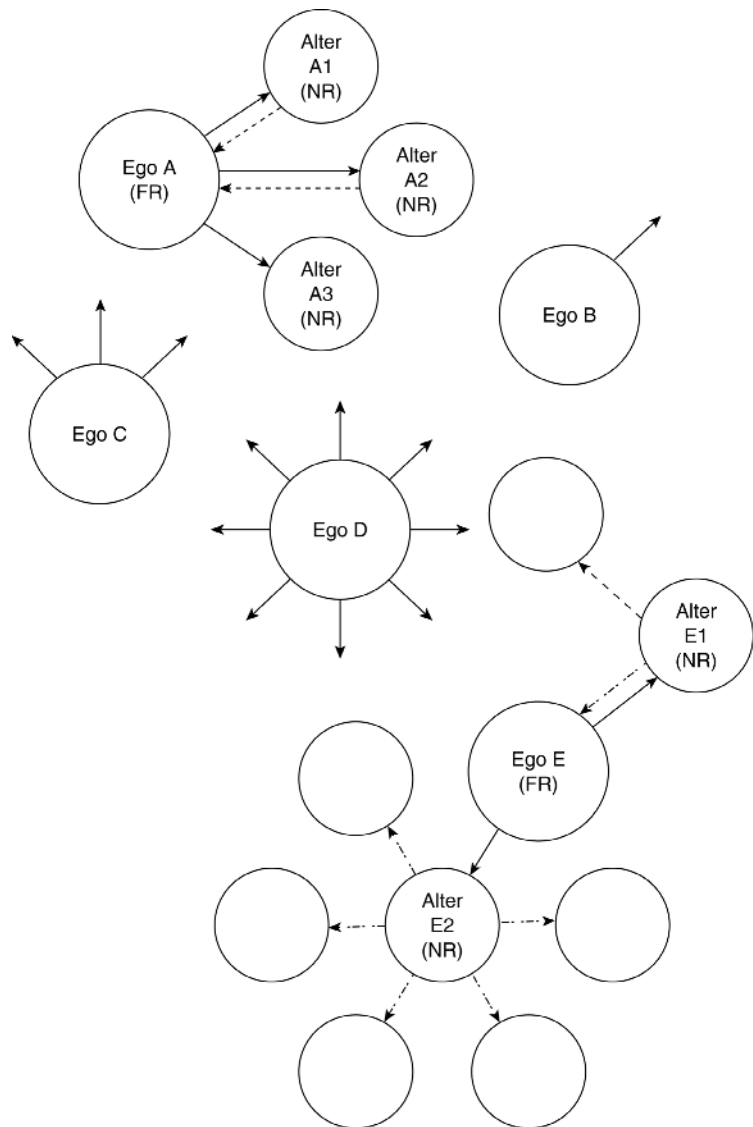 Alter
A1
(NR)
Ego A
(FR)
Alter
A2
(NR)
Alter
A3
(NR)
Ego B
Ego C
Ego D
Alter
E1
(NR)
Ego E
(FR)
Alter
E2
(NR)